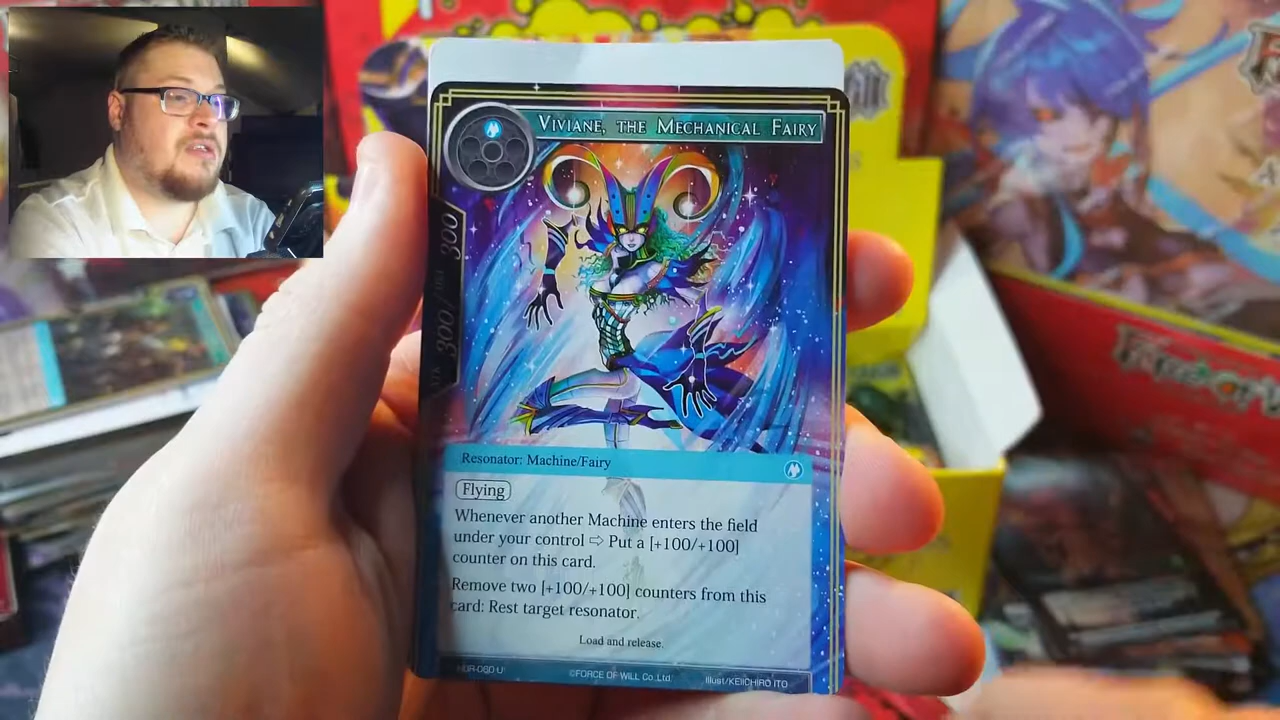 VIVIANE, THE MECHANICAL FAIRY
ATK 300 / DEF 300
Resonator: Machine/Fairy
Flying
Whenever another Machine enters the field
under your control ⇨ Put a [+100/+100]
counter on this card.
Remove two [+100/+100] counters from this
card: Rest target resonator.
Load and release.
©FORCE OF WILL Co.,Ltd.
Illust/KEIICHIRO ITO